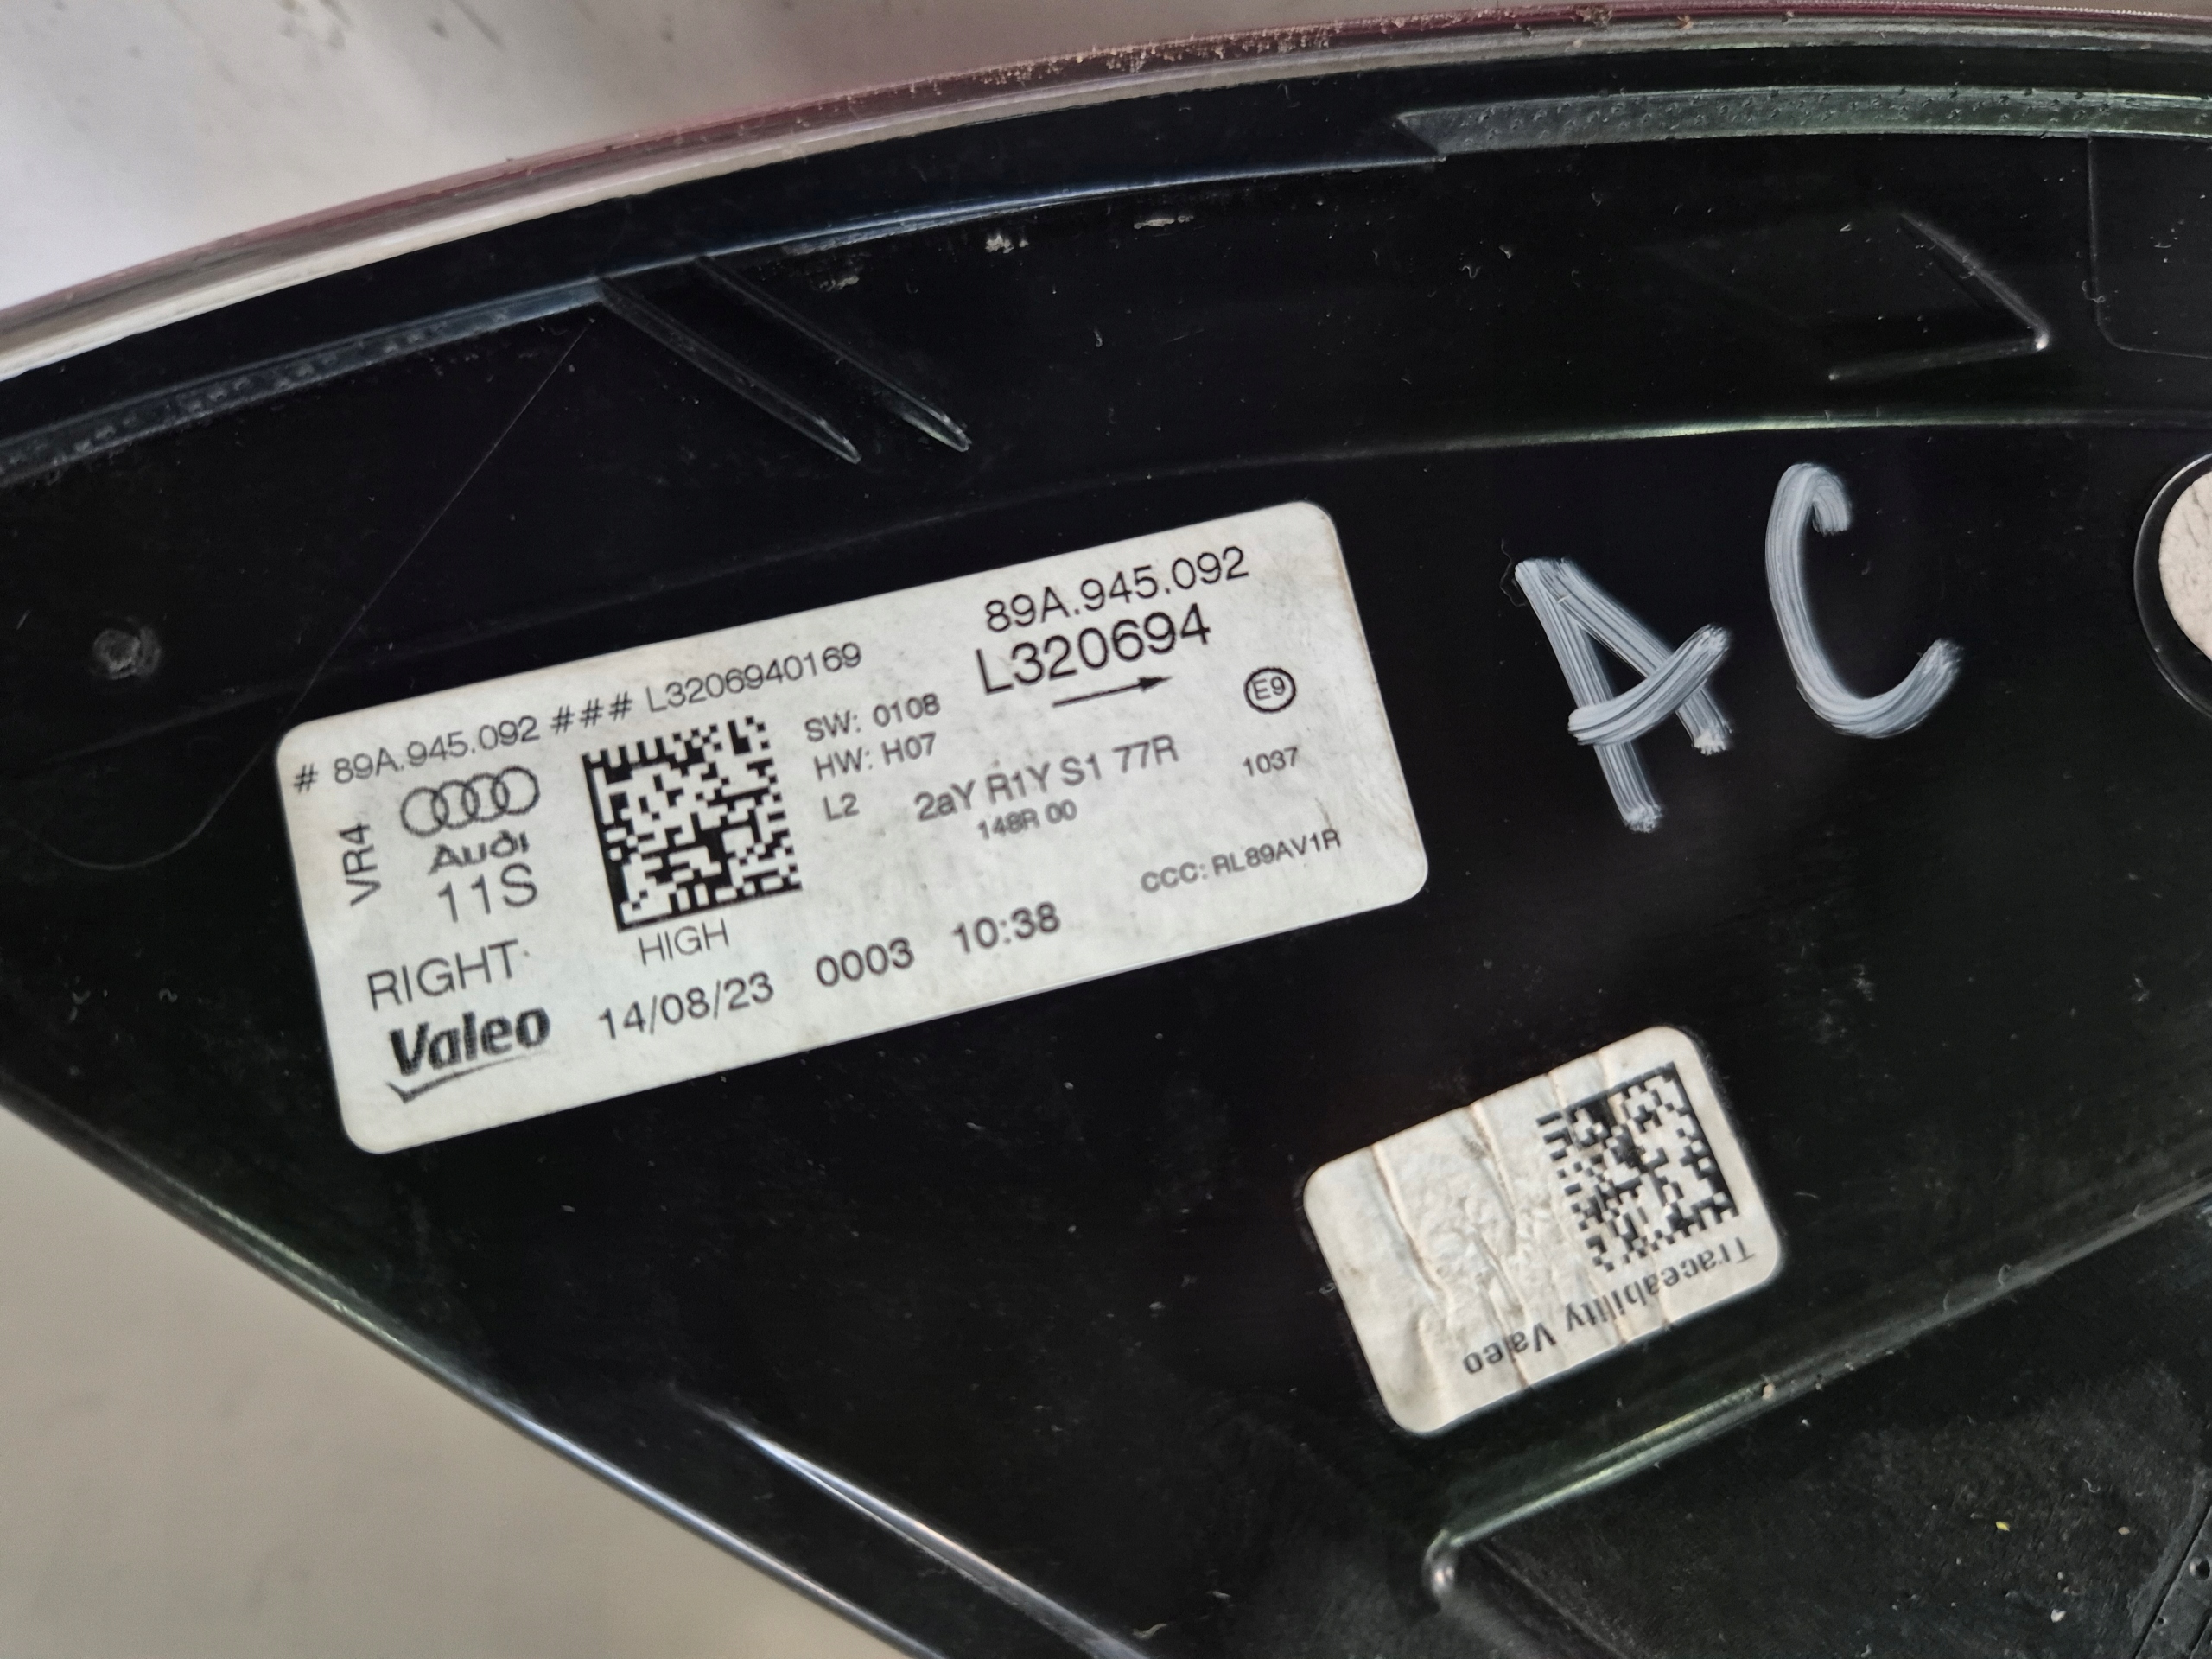 # 89A.945.092 ### L3206940169
89A.945.092
L320694
VR4
Audi
11S
RIGHT
Valeo
HIGH
SW: 0108
HW: H07
L2
2aY R1Y S1 77R
148R 00
E9
1037
CCC: RL89AV1R
14/08/23 0003 10:38
AC
Traceability Valeo